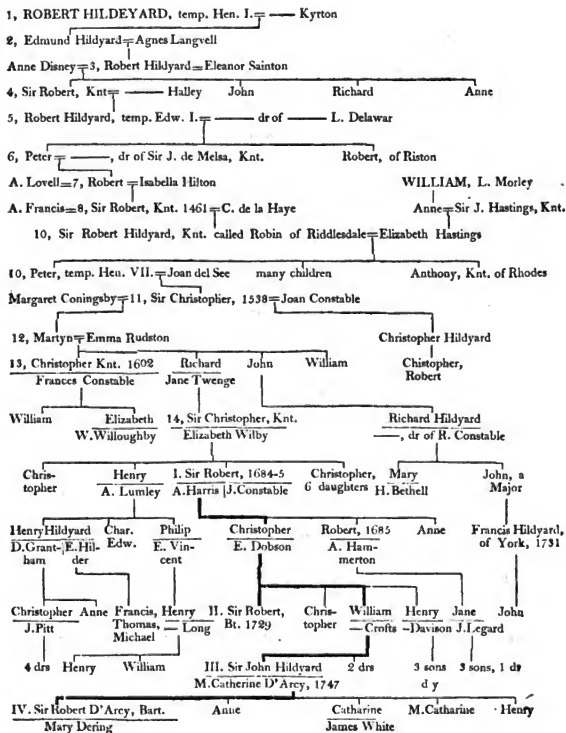 1, ROBERT HILDEYARD, temp. Hen. I. = —— Kyrton
2, Edmund Hildyard = Agnes Langvell
Anne Disney = 3, Robert Hildyard = Eleanor Sainton
4, Sir Robert, Knt = —— Halley John Richard Anne
5, Robert Hildyard, temp. Edw. I. = —— dr of —— L. Delawar
6, Peter = ——, dr of Sir J. de Melsa, Knt. Robert, of Riston
A. Lovell = 7, Robert = Isabella Hilton WILLIAM, L. Morley
A. Francis = 8, Sir Robert, Knt. 1461 = C. de la Haye Anne = Sir J. Hastings, Knt.
10, Sir Robert Hildyard, Knt. called Robin of Riddlesdale = Elizabeth Hastings
10, Peter, temp. Hen. VII. = Joan del See many children Anthony, Knt. of Rhodes
Margaret Coningsby = 11, Sir Christopher, 1538 = Joan Constable
12, Martyn = Emma Rudston Christopher Hildyard
13, Christopher Knt. 1602 Richard John William Chistopher,
Frances Constable Jane Twenge Robert
William Elizabeth 14, Sir Christopher, Knt. Richard Hildyard
W. Willoughby Elizabeth Wilby ——, dr of R. Constable
Chris- Henry I. Sir Robert, 1684-5 Christopher, Mary John, a
topher A. Lumley A. Harris J. Constable 6 daughters H. Bethell Major
Henry Hildyard Char. Philip Christopher Robert, 1685 Anne Francis Hildyard,
D. Grant- E. Hil- Edw. E. Vin- E. Dobson A. Ham- of York, 1731
ham der cent merton
Christopher Anne Francis, Henry II. Sir Robert, Chris- William Henry Jane John
J. Pitt Thomas, — Long Bt. 1729 topher — Crofts — Davison J. Legard
Michael
4 drs Henry William III. Sir John Hildyard 2 drs 3 sons 3 sons, 1 dr
M. Catherine D'Arcy, 1747 d y
IV. Sir Robert D'Arcy, Bart. Anne Catharine M. Catharine Henry
Mary Dering James White